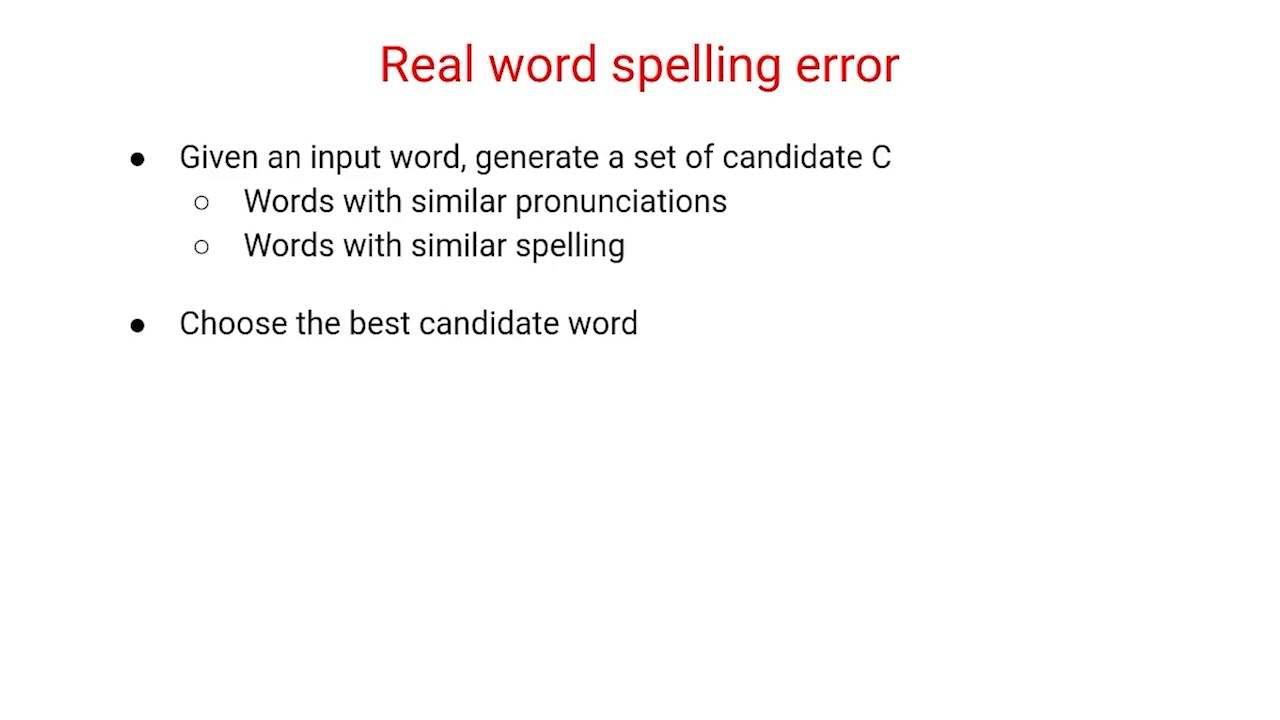 Real word spelling error
● Given an input word, generate a set of candidate C
○ Words with similar pronunciations
○ Words with similar spelling
● Choose the best candidate word